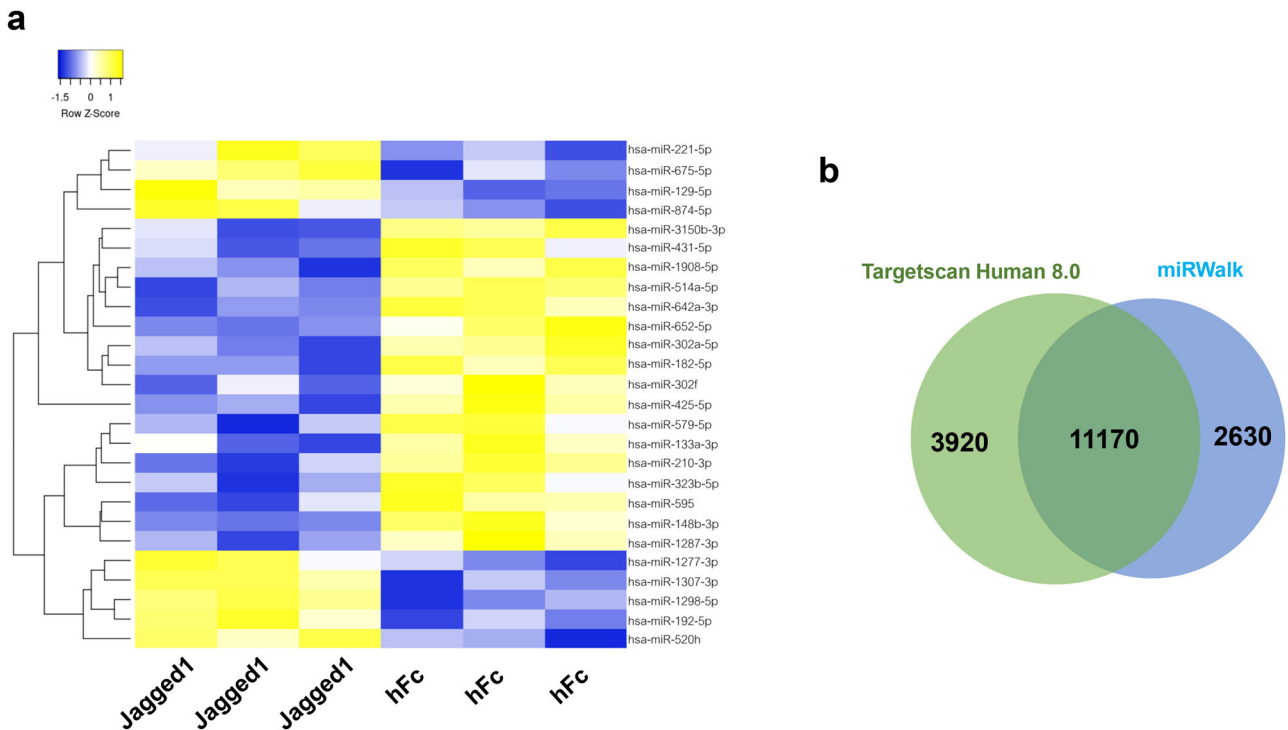 a
-1.5 0 1
Row Z-Score
hsa-miR-221-5p
hsa-miR-675-5p
hsa-miR-129-5p
hsa-miR-874-5p
hsa-miR-3150b-3p
hsa-miR-431-5p
hsa-miR-1908-5p
hsa-miR-514a-5p
hsa-miR-642a-3p
hsa-miR-652-5p
hsa-miR-302a-5p
hsa-miR-182-5p
hsa-miR-302f
hsa-miR-425-5p
hsa-miR-579-5p
hsa-miR-133a-3p
hsa-miR-210-3p
hsa-miR-323b-5p
hsa-miR-595
hsa-miR-148b-3p
hsa-miR-1287-3p
hsa-miR-1277-3p
hsa-miR-1307-3p
hsa-miR-1298-5p
hsa-miR-192-5p
hsa-miR-520h
Jagged1 Jagged1 Jagged1 hFc hFc hFc
b
Targetscan Human 8.0 miRWalk
3920 11170 2630